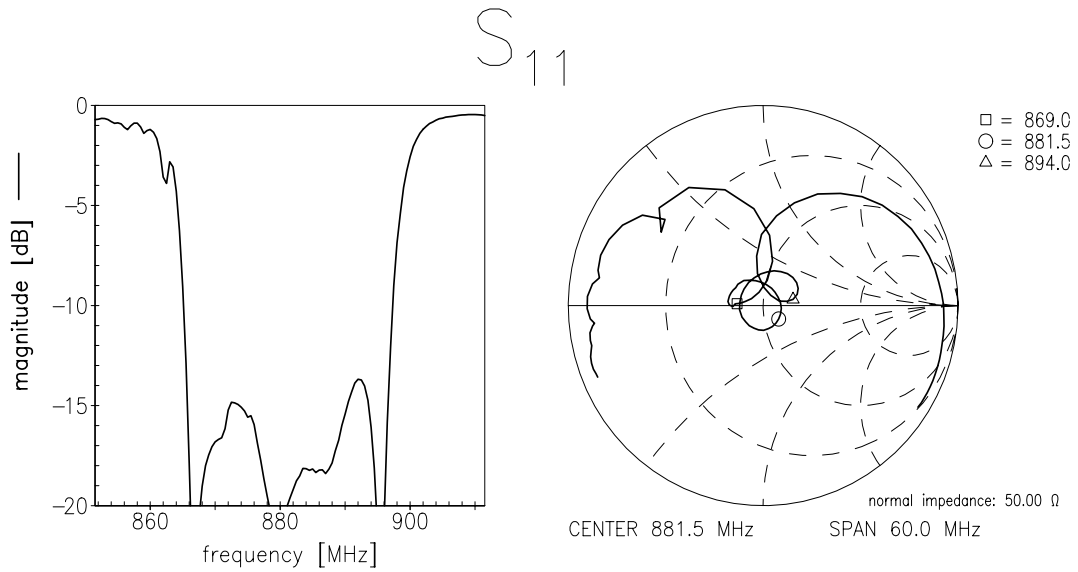 S11
0
−5
−10
−15
−20
860
880
900
magnitude [dB]
frequency [MHz]
= 869.0
= 881.5
= 894.0
normal impedance: 50.00 Ω
CENTER 881.5 MHz
SPAN 60.0 MHz